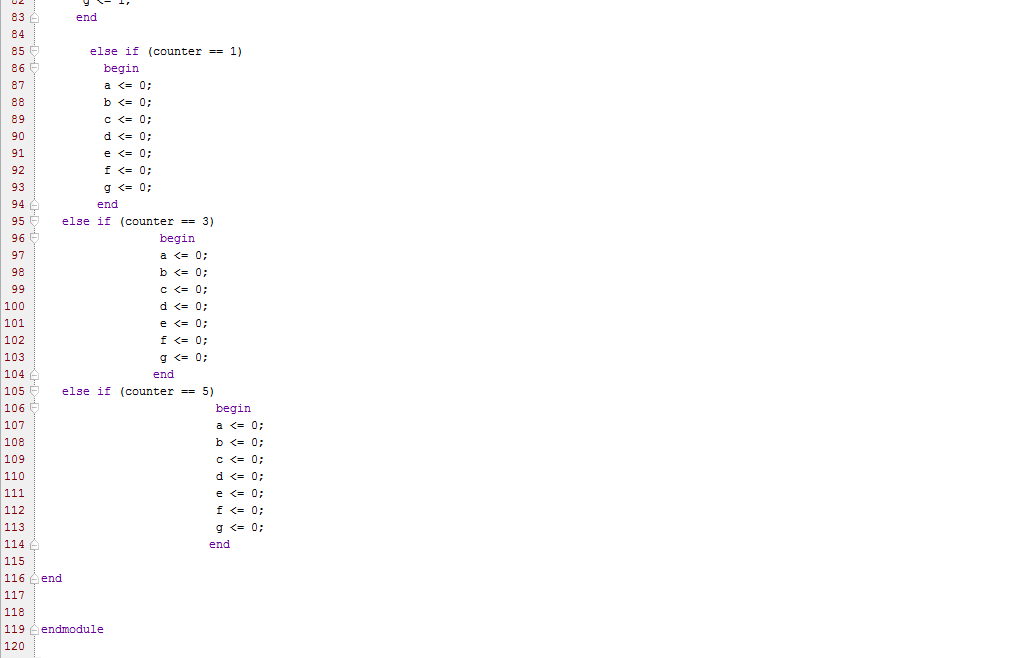 83 end
84
85 else if (counter == 1)
86 begin
87 a <= 0;
88 b <= 0;
89 c <= 0;
90 d <= 0;
91 e <= 0;
92 f <= 0;
93 g <= 0;
94 end
95 else if (counter == 3)
96 begin
97 a <= 0;
98 b <= 0;
99 c <= 0;
100 d <= 0;
101 e <= 0;
102 f <= 0;
103 g <= 0;
104 end
105 else if (counter == 5)
106 begin
107 a <= 0;
108 b <= 0;
109 c <= 0;
110 d <= 0;
111 e <= 0;
112 f <= 0;
113 g <= 0;
114 end
115
116 end
117
118
119 endmodule
120